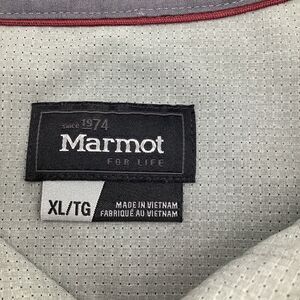 since 1974
Marmot
FOR LIFE
XL/TG
MADE IN VIETNAM
FABRIQUÉ AU VIETNAM